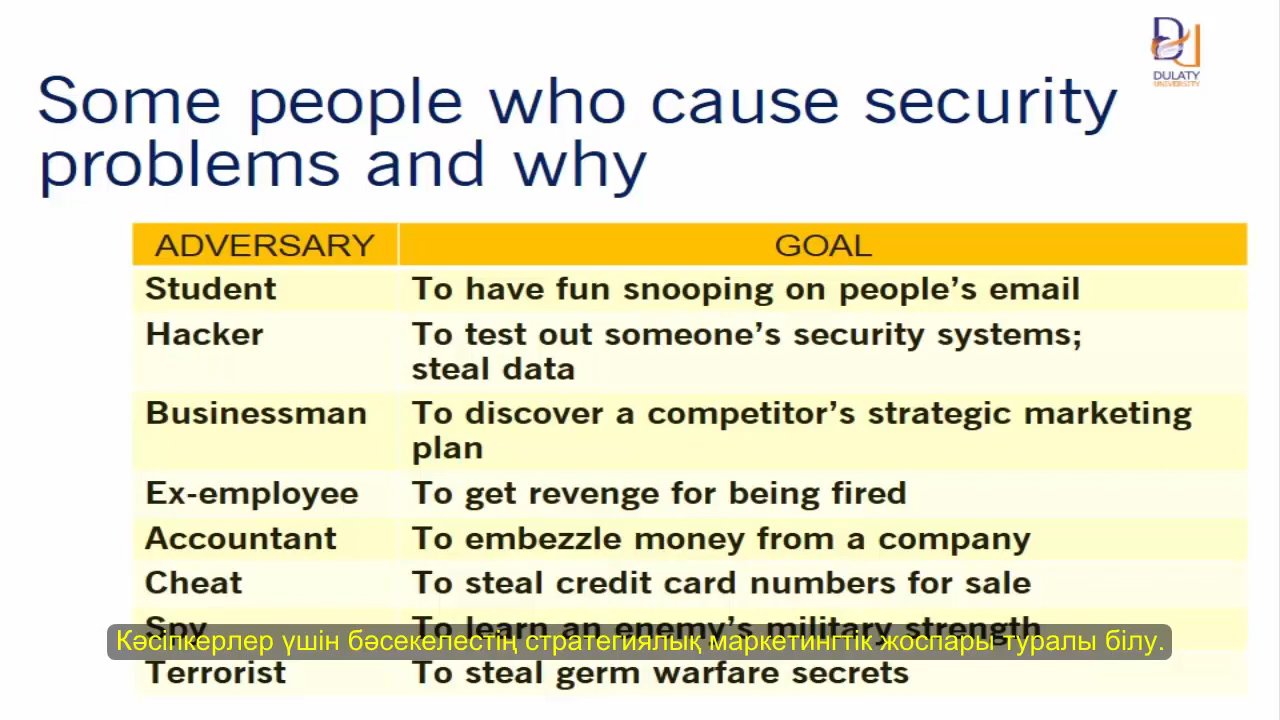 DULATY
UNIVERSITY
Some people who cause security
problems and why
ADVERSARY GOAL
Student To have fun snooping on people’s email
Hacker To test out someone’s security systems;
steal data
Businessman To discover a competitor’s strategic marketing
plan
Ex-employee To get revenge for being fired
Accountant To embezzle money from a company
Cheat To steal credit card numbers for sale
Spy To learn an enemy’s military strength
Кәсіпкерлер үшін бәсекелестің стратегиялық маркетингтік жоспары туралы білу.
Terrorist To steal germ warfare secrets